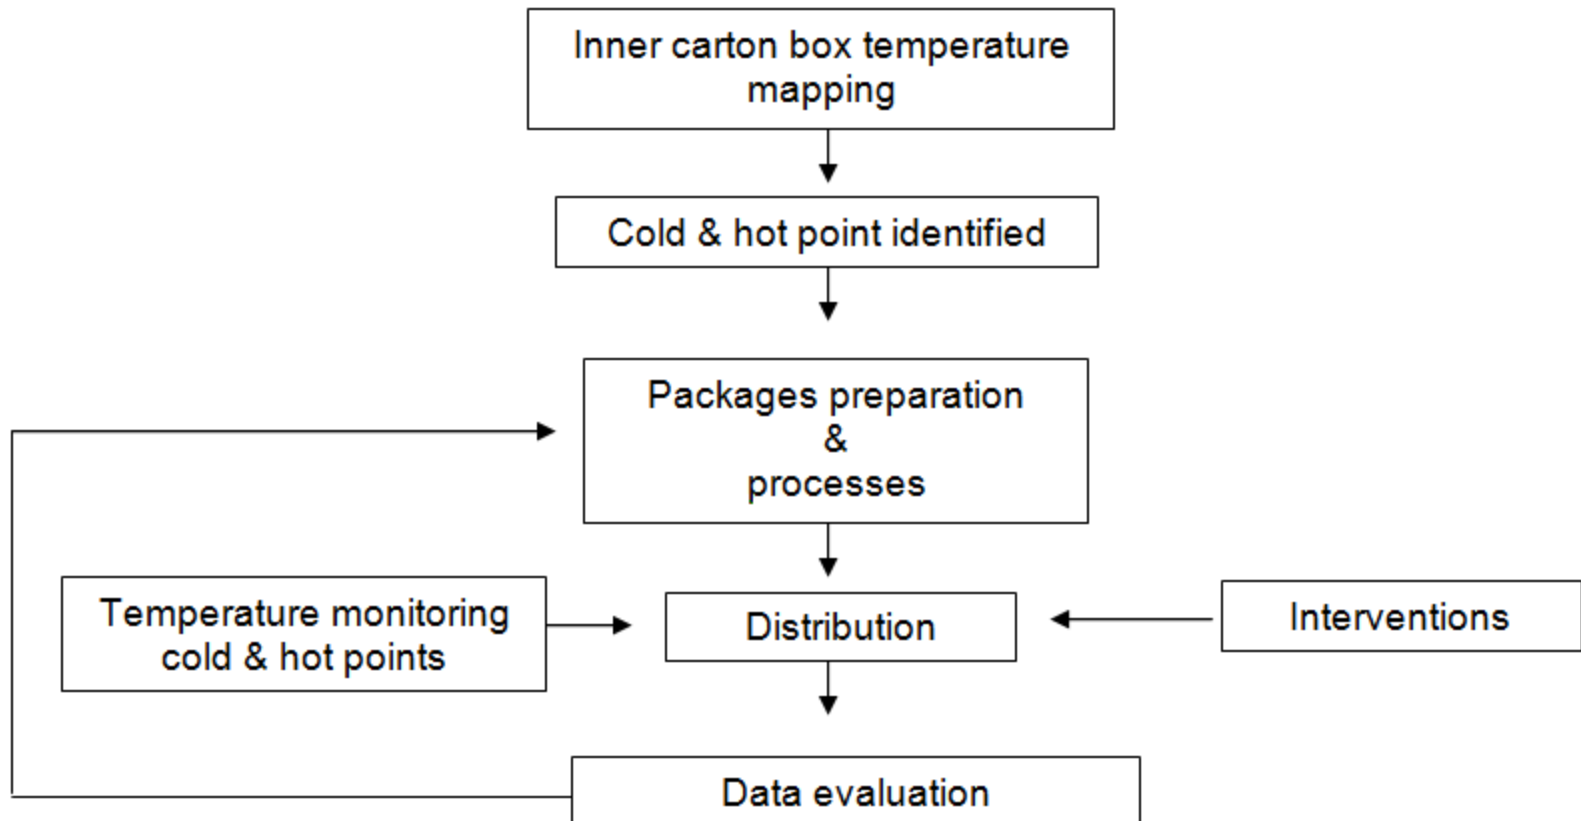 Inner carton box temperature
mapping
Cold & hot point identified
Packages preparation
&
processes
Temperature monitoring
cold & hot points
Distribution
Interventions
Data evaluation